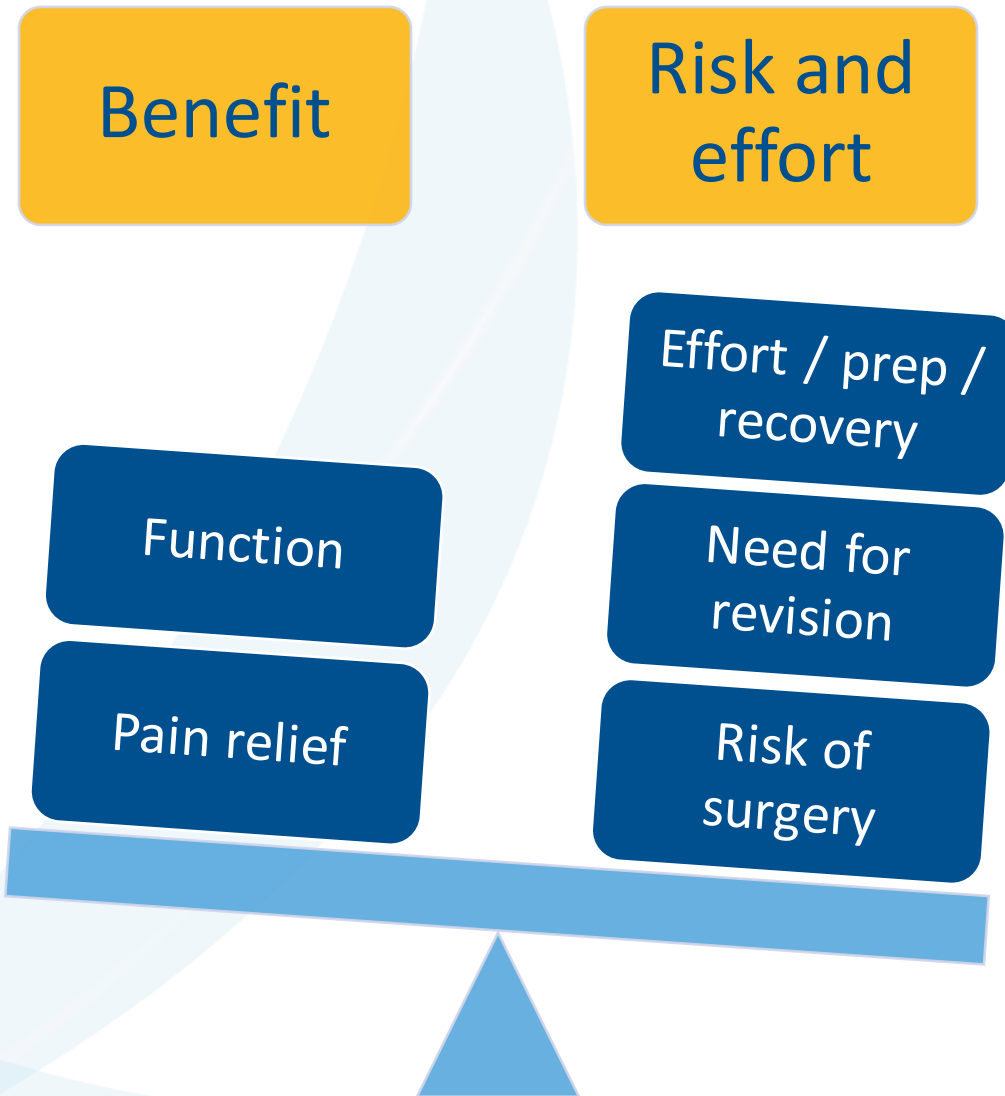 Benefit
Risk and
effort
Effort / prep /
recovery
Function
Need for
revision
Pain relief
Risk of
surgery